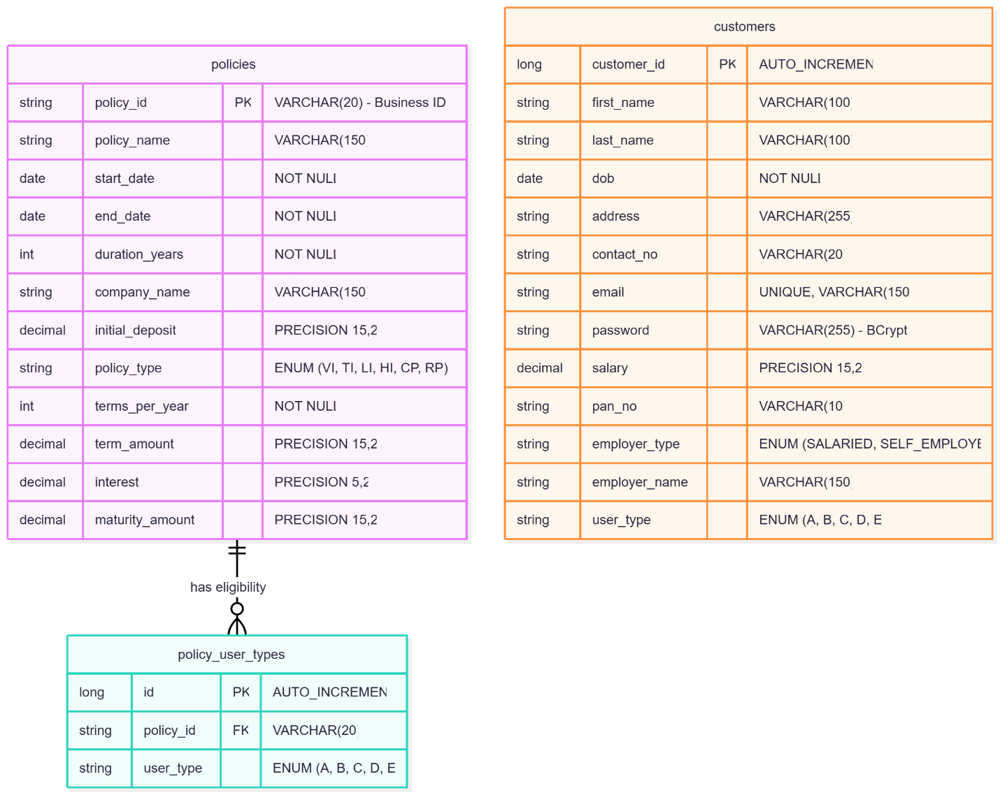 policies
string policy_id PK VARCHAR(20) - Business ID
string policy_name VARCHAR(150)
date start_date NOT NULL
date end_date NOT NULL
int duration_years NOT NULL
string company_name VARCHAR(150)
decimal initial_deposit PRECISION 15,2
string policy_type ENUM (VI, TI, LI, HI, CP, RP)
int terms_per_year NOT NULL
decimal term_amount PRECISION 15,2
decimal interest PRECISION 5,2
decimal maturity_amount PRECISION 15,2
customers
long customer_id PK AUTO_INCREMEN
string first_name VARCHAR(100)
string last_name VARCHAR(100)
date dob NOT NULL
string address VARCHAR(255)
string contact_no VARCHAR(20
string email UNIQUE, VARCHAR(150
string password VARCHAR(255) - BCrypt
decimal salary PRECISION 15,2
string pan_no VARCHAR(10)
string employer_type ENUM (SALARIED, SELF_EMPLOYE
string employer_name VARCHAR(150)
string user_type ENUM (A, B, C, D, E
has eligibility
policy_user_types
long id PK AUTO_INCREMEN
string policy_id FK VARCHAR(20)
string user_type ENUM (A, B, C, D, E